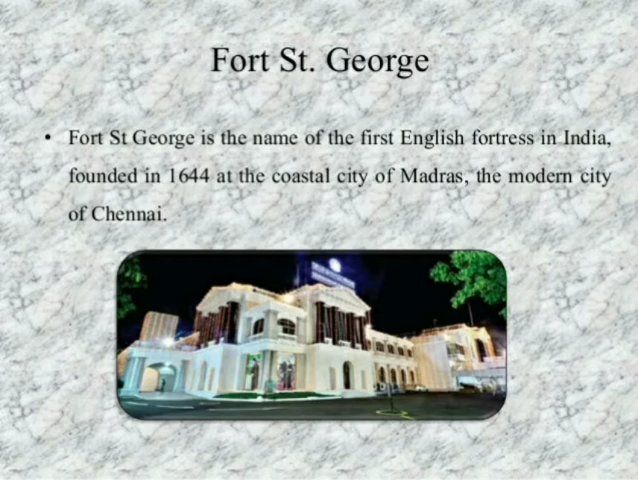 Fort St. George
• Fort St George is the name of the first English fortress in India,
founded in 1644 at the coastal city of Madras, the modern city
of Chennai.